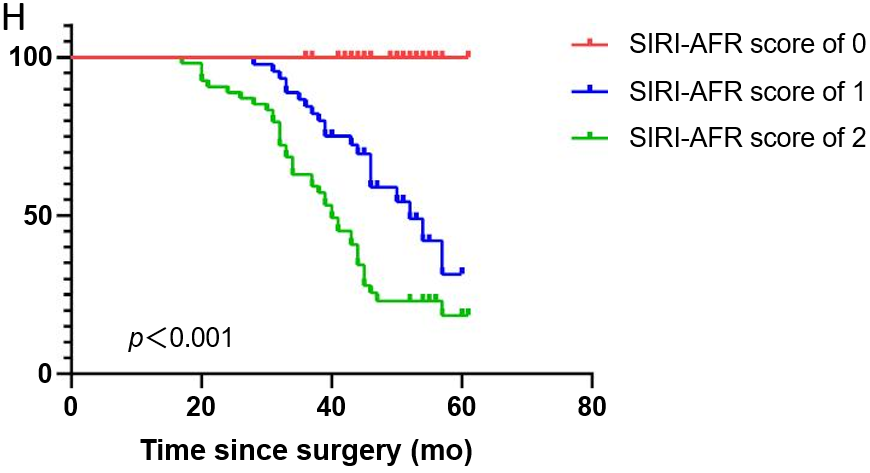 H
SIRI-AFR score of 0
SIRI-AFR score of 1
SIRI-AFR score of 2
100
50
0
p<0.001
0 20 40 60 80
Time since surgery (mo)